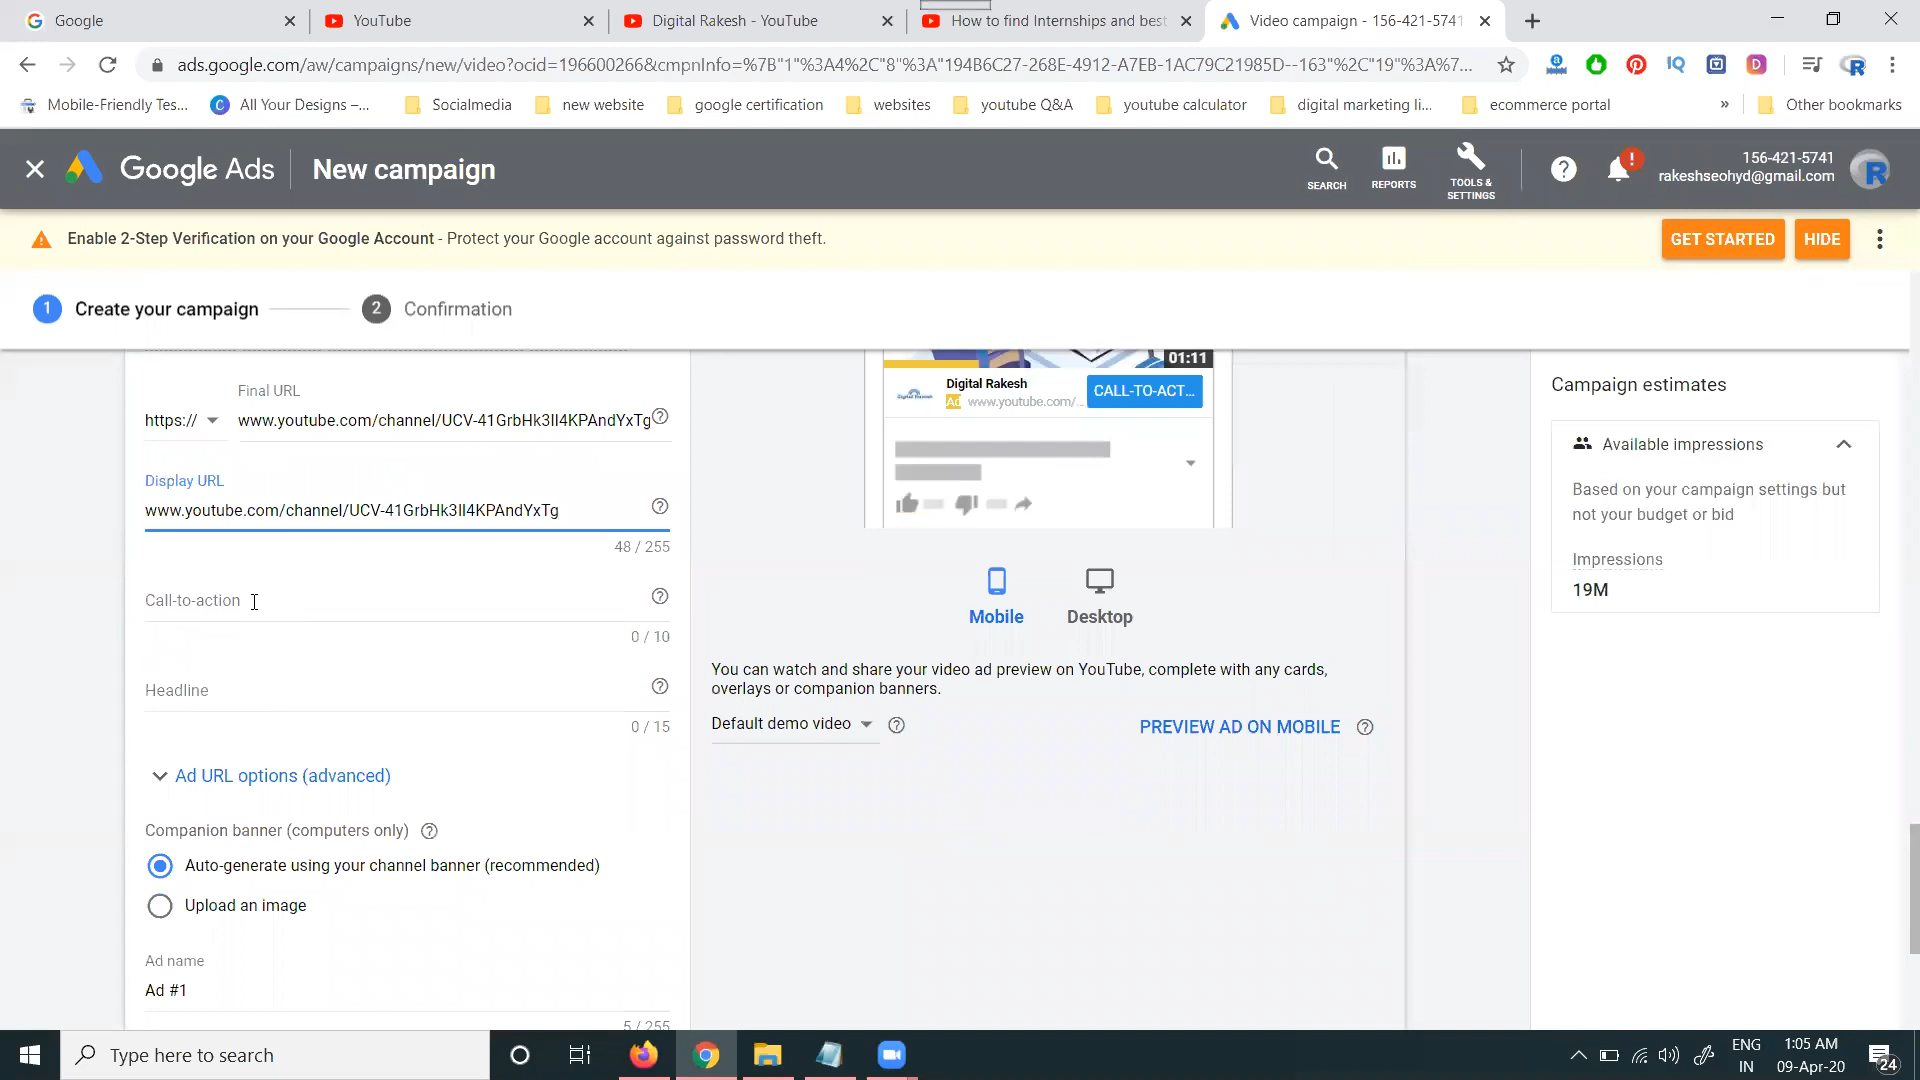 Google
YouTube
Digital Rakesh - YouTube
How to find Internships and best
Video campaign - 156-421-5741
ads.google.com/aw/campaigns/new/video?ocid=196600266&cmpnInfo=%7B"1"%3A4%2C"8"%3A"194B6C27-268E-4912-A7EB-1AC79C21985D--163"%2C"19"%3A%7...
Mobile-Friendly Tes...
All Your Designs –...
Socialmedia
new website
google certification
websites
youtube Q&A
youtube calculator
digital marketing li...
ecommerce portal
»
Other bookmarks
Google Ads
New campaign
SEARCH
REPORTS
TOOLS &
SETTINGS
156-421-5741
rakeshseohyd@gmail.com
Enable 2-Step Verification on your Google Account - Protect your Google account against password theft.
GET STARTED
HIDE
1 Create your campaign
2 Confirmation
Final URL
https://
www.youtube.com/channel/UCV-41GrbHk3II4KPAndYxTg
Display URL
www.youtube.com/channel/UCV-41GrbHk3II4KPAndYxTg
48 / 255
Call-to-action
0 / 10
Headline
0 / 15
Ad URL options (advanced)
Companion banner (computers only)
Auto-generate using your channel banner (recommended)
Upload an image
Ad name
Ad #1
5 / 255
01:11
Digital Rakesh
Ad www.youtube.com/...
CALL-TO-ACT...
Mobile
Desktop
You can watch and share your video ad preview on YouTube, complete with any cards,
overlays or companion banners.
Default demo video
PREVIEW AD ON MOBILE
Campaign estimates
Available impressions
Based on your campaign settings but
not your budget or bid
Impressions
19M
Type here to search
ENG
IN
1:05 AM
09-Apr-20
24